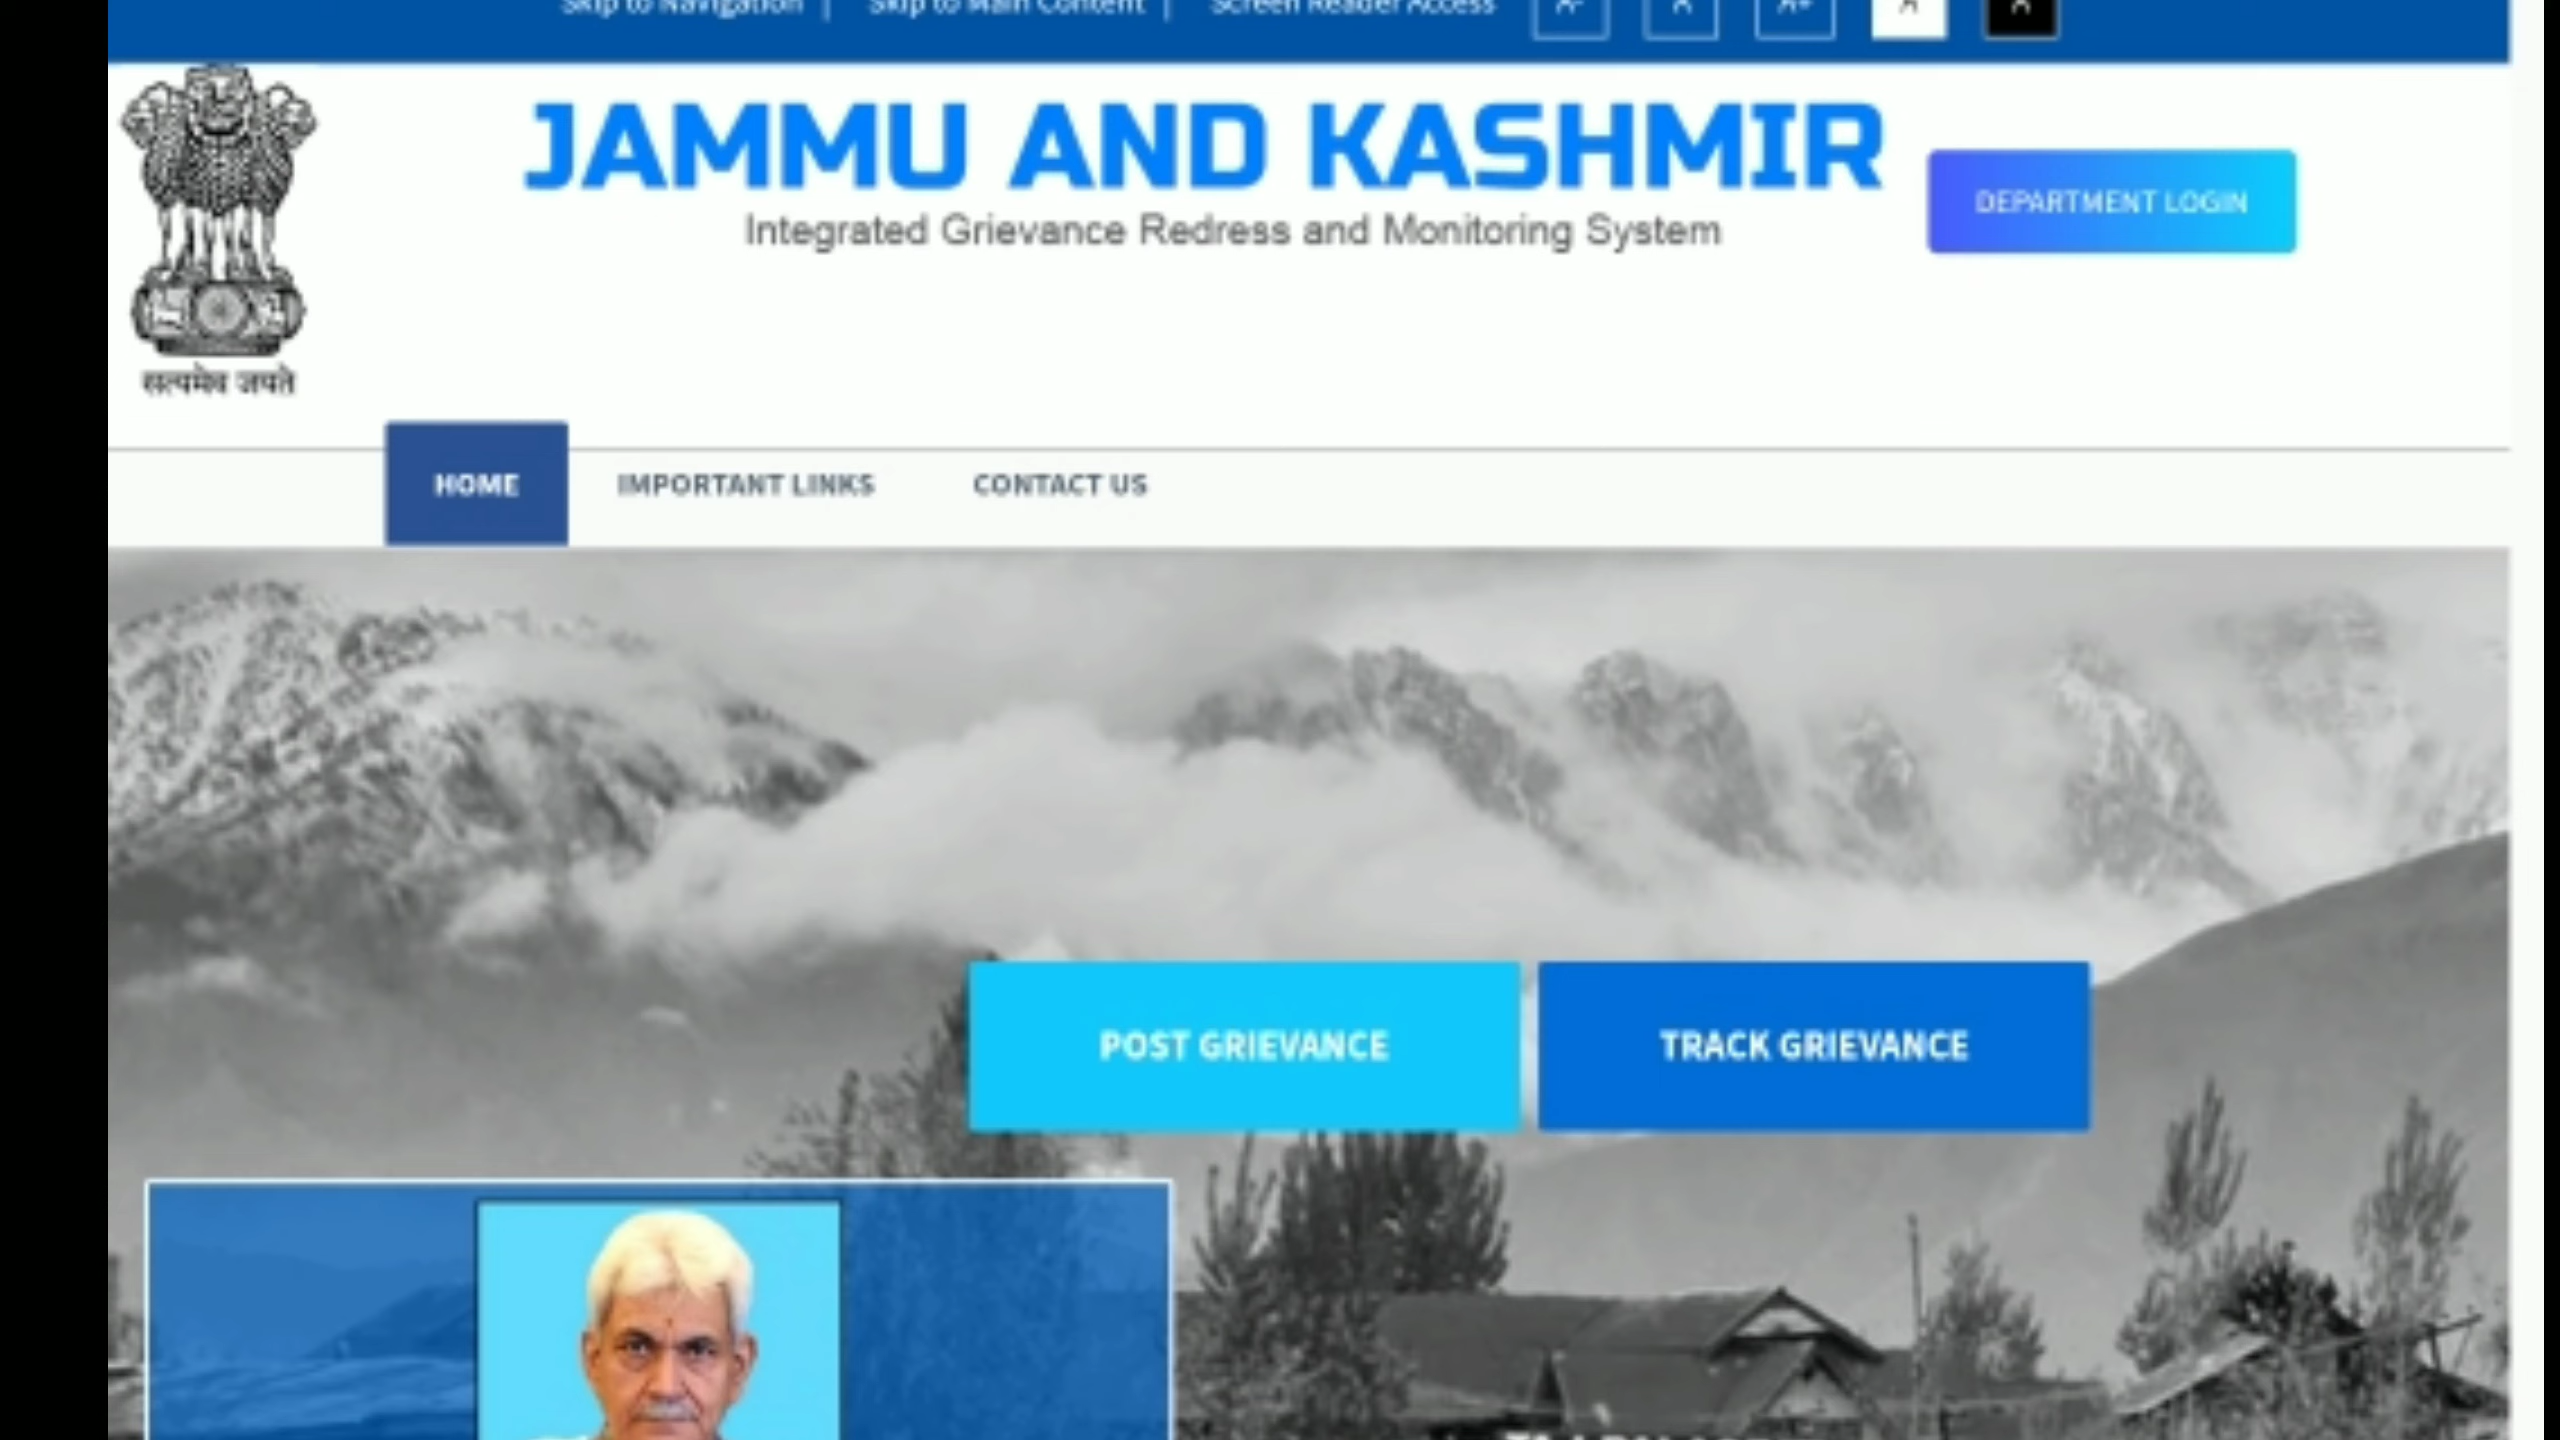 Skip to Navigation | Skip to Main Content | Screen Reader Access A- A A+ A A
JAMMU AND KASHMIR
Integrated Grievance Redress and Monitoring System
DEPARTMENT LOGIN
सत्यमेव जयते
HOME IMPORTANT LINKS CONTACT US
POST GRIEVANCE TRACK GRIEVANCE